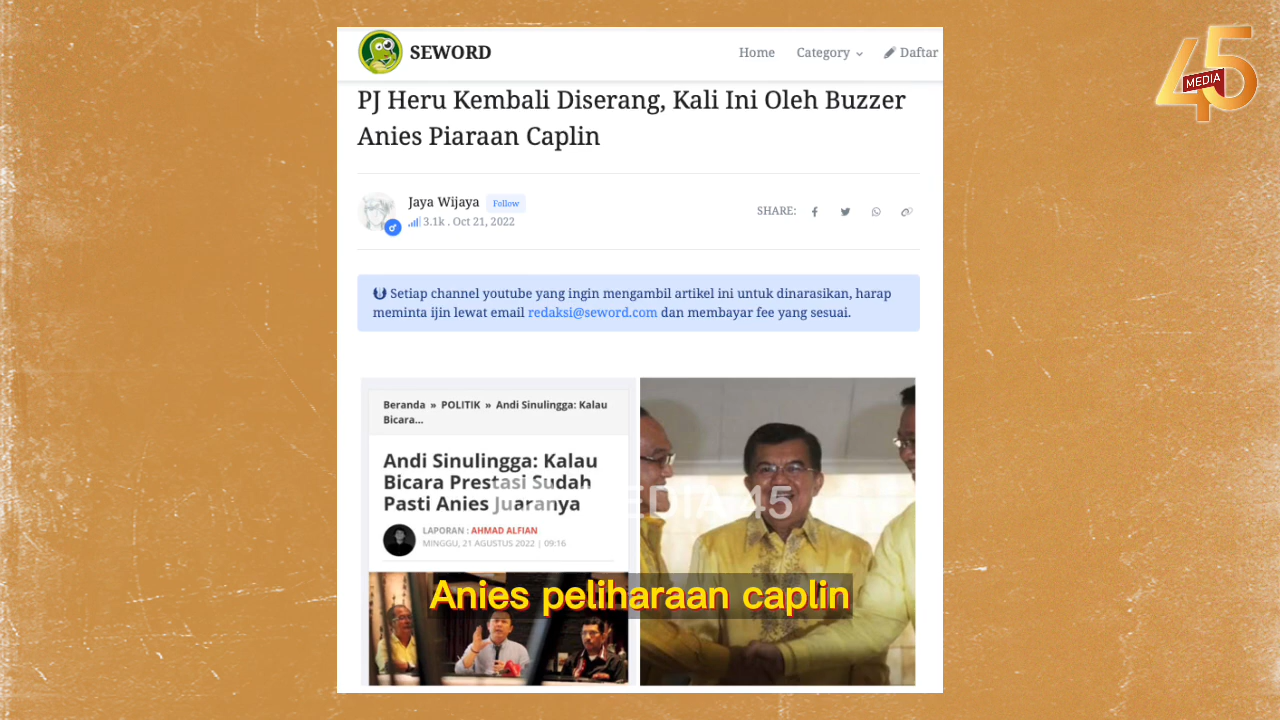 45
MEDIA
SEWORD
Home Category Daftar
PJ Heru Kembali Diserang, Kali Ini Oleh Buzzer
Anies Piaraan Caplin
Jaya Wijaya Follow
3.1k . Oct 21, 2022
SHARE:
Setiap channel youtube yang ingin mengambil artikel ini untuk dinarasikan, harap
meminta ijin lewat email redaksi@seword.com dan membayar fee yang sesuai.
Beranda » POLITIK » Andi Sinulingga: Kalau
Bicara...
Andi Sinulingga: Kalau
Bicara Prestasi Sudah
Pasti Anies Juaranya
LAPORAN : AHMAD ALFIAN
MINGGU, 21 AGUSTUS 2022 | 09:16
MEDIA 45
Anies peliharaan caplin